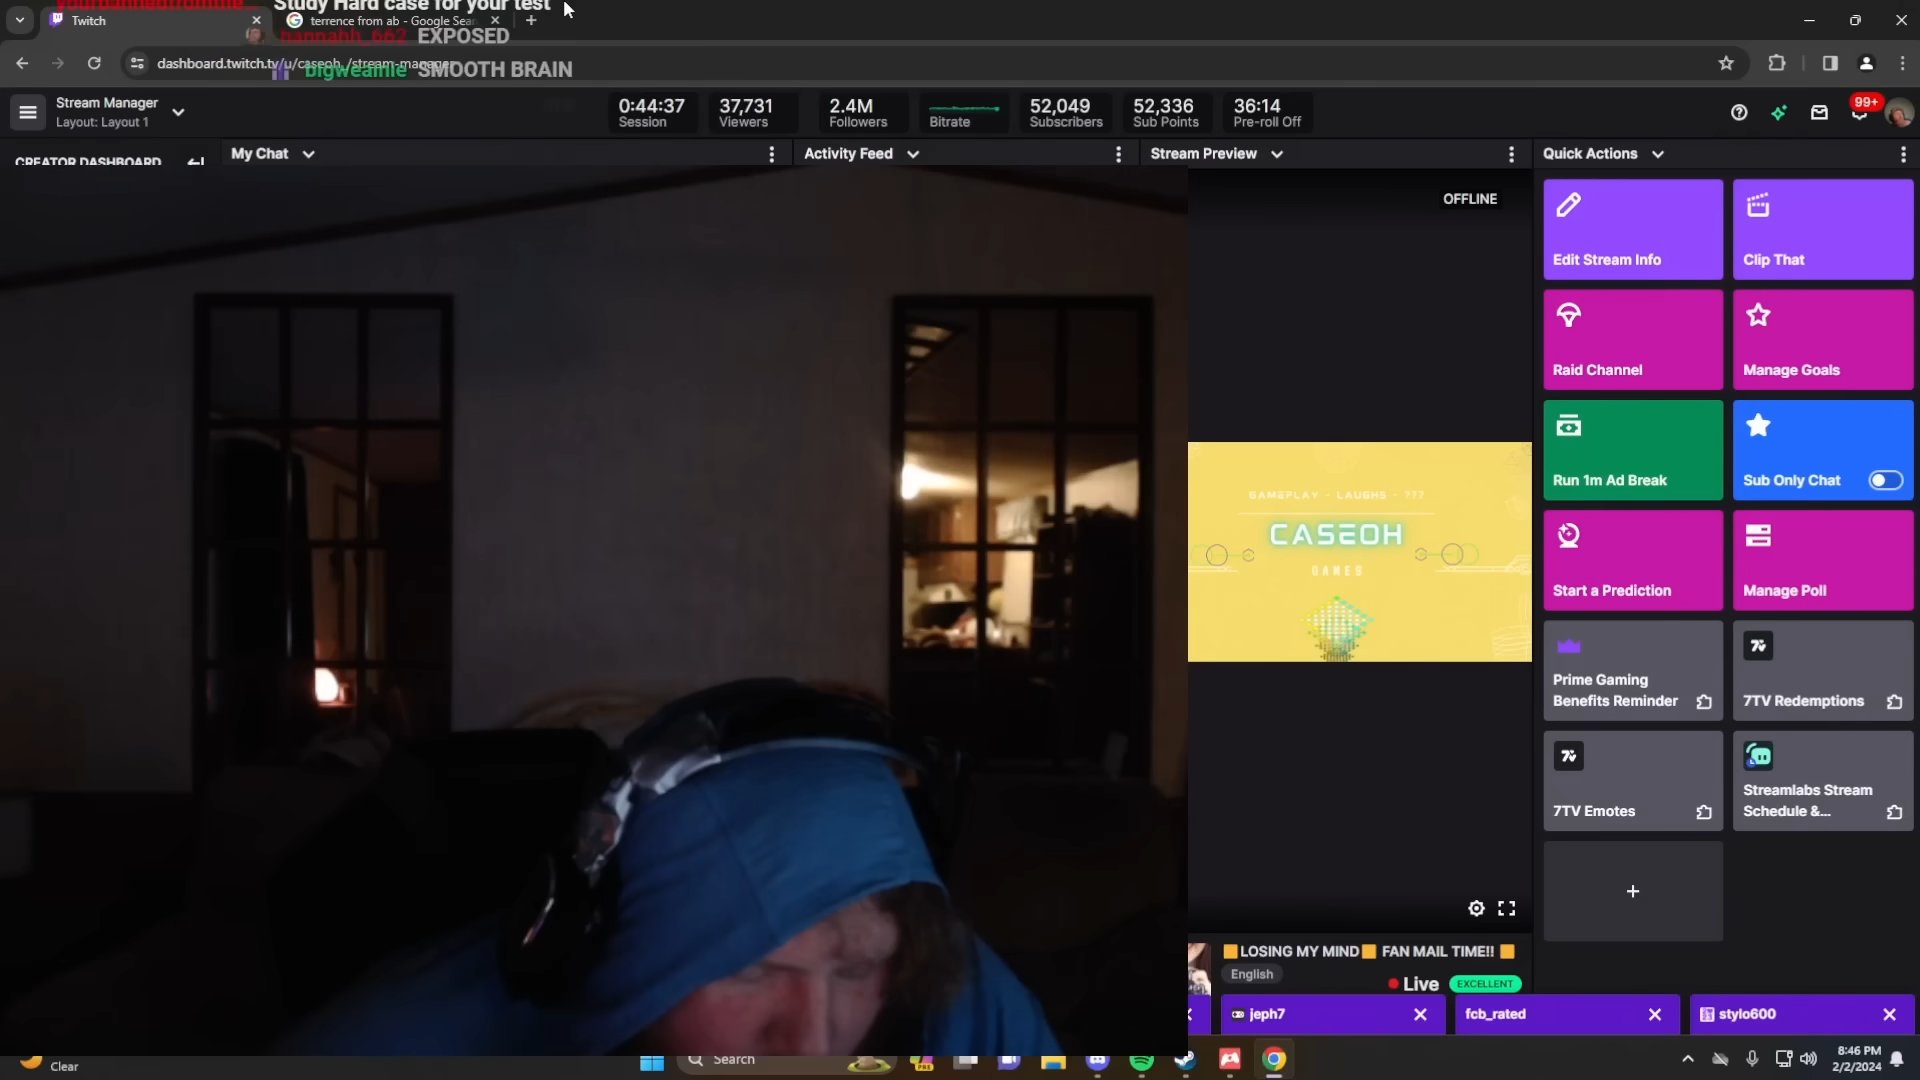 Study Hard case for your test
Twitch
terrence from ab - Google Sear
hannahh_662 EXPOSED
dashboard.twitch.tv/u/caseoh_/stream-manager
bigweamie SMOOTH BRAIN
Stream Manager
Layout: Layout 1
0:44:37
Session
37,731
Viewers
2.4M
Followers
Bitrate
52,049
Subscribers
52,336
Sub Points
36:14
Pre-roll Off
99+
CREATOR DASHBOARD
My Chat
Activity Feed
Stream Preview
Quick Actions
OFFLINE
Edit Stream Info
Clip That
Raid Channel
Manage Goals
Run 1m Ad Break
Sub Only Chat
Start a Prediction
Manage Poll
Prime Gaming
Benefits Reminder
7TV Redemptions
7TV Emotes
Streamlabs Stream
Schedule &...
GAMEPLAY - LAUGHS - ???
CASEOH
GAMES
LOSING MY MIND FAN MAIL TIME!!
English
Live
EXCELLENT
jeph7
fcb_rated
stylo600
Clear
Search
PRE
8:46 PM
2/2/2024